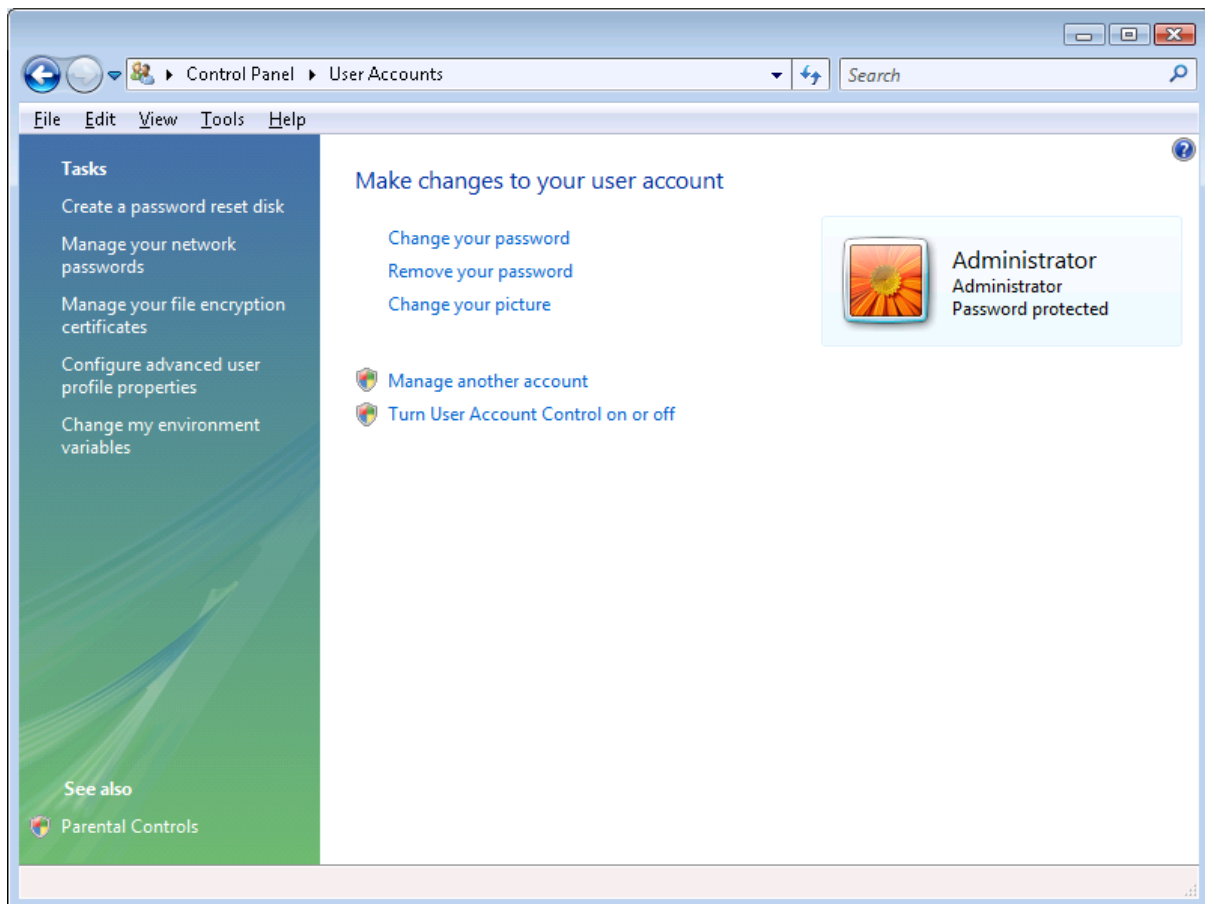 Control Panel
User Accounts
Search
File Edit View Tools Help
Tasks
Create a password reset disk
Manage your network
passwords
Manage your file encryption
certificates
Configure advanced user
profile properties
Change my environment
variables
See also
Parental Controls
Make changes to your user account
Change your password
Remove your password
Change your picture
Manage another account
Turn User Account Control on or off
Administrator
Administrator
Password protected